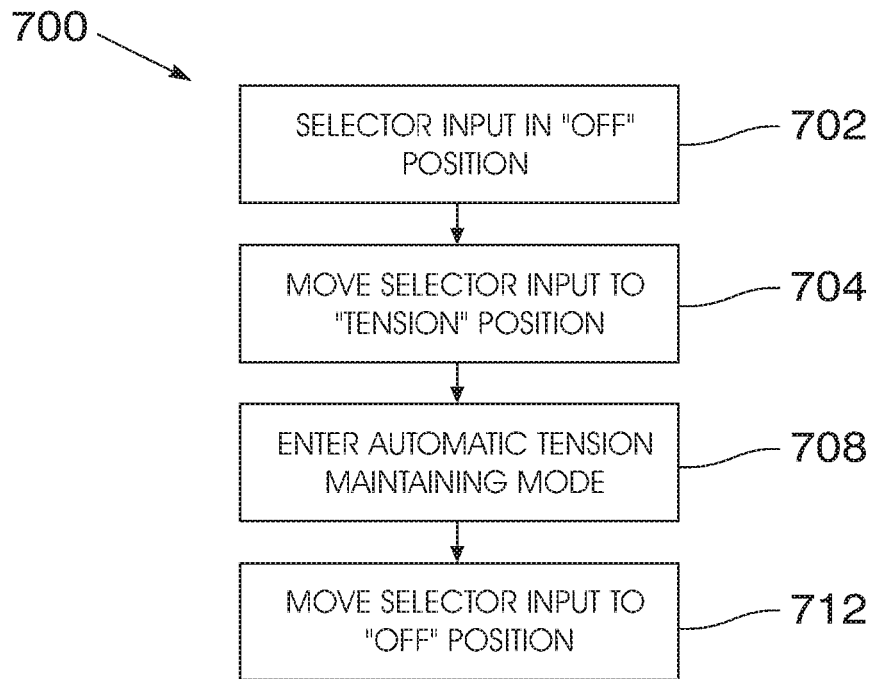 700
SELECTOR INPUT IN "OFF"
POSITION
702
MOVE SELECTOR INPUT TO
"TENSION" POSITION
704
ENTER AUTOMATIC TENSION
MAINTAINING MODE
708
MOVE SELECTOR INPUT TO
"OFF" POSITION
712